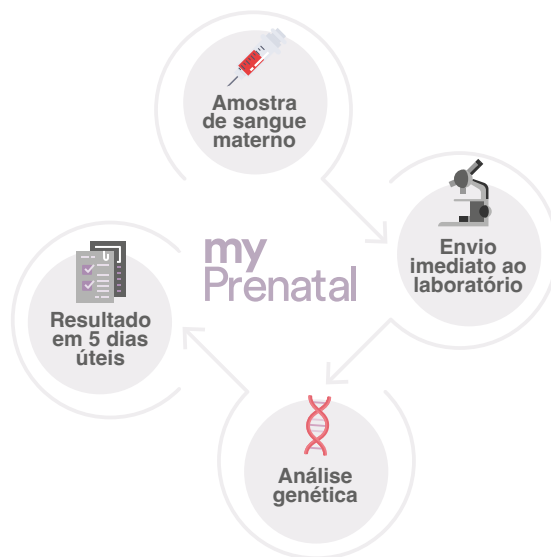 Amostra
de sangue
materno
my
Prenatal
Envio
imediato ao
laboratório
Resultado
em 5 dias
úteis
Análise
genética